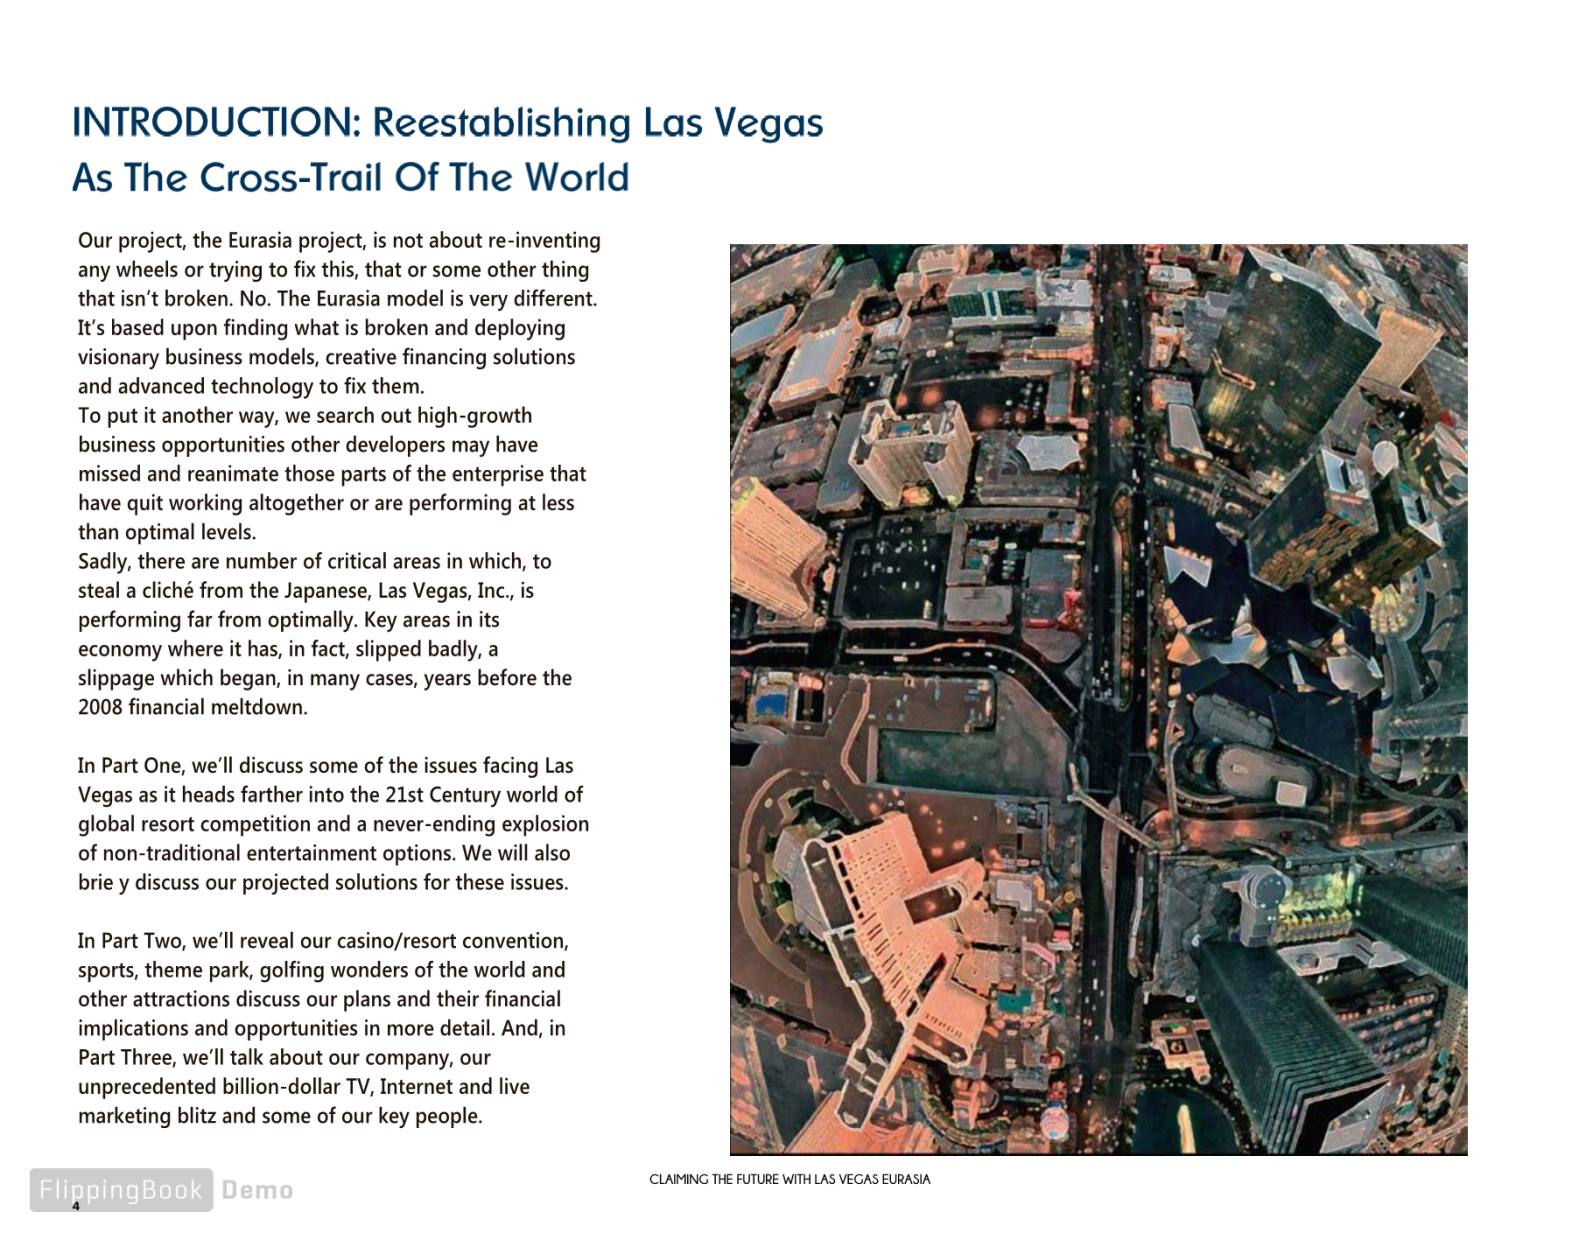 INTRODUCTION: Reestablishing Las Vegas
As The Cross-Trail Of The World
Our project, the Eurasia project, is not about re-inventing
any wheels or trying to fix this, that or some other thing
that isn't broken. No. The Eurasia model is very different.
It's based upon finding what is broken and deploying
visionary business models, creative financing solutions
and advanced technology to fix them.
To put it another way, we search out high-growth
business opportunities other developers may have
missed and reanimate those parts of the enterprise that
have quit working altogether or are performing at less
than optimal levels.
Sadly, there are number of critical areas in which, to
steal a cliché from the Japanese, Las Vegas, Inc., is
performing far from optimally. Key areas in its
economy where it has, in fact, slipped badly, a
slippage which began, in many cases, years before the
2008 financial meltdown.
In Part One, we'll discuss some of the issues facing Las
Vegas as it heads farther into the 21st Century world of
global resort competition and a never-ending explosion
of non-traditional entertainment options. We will also
brie y discuss our projected solutions for these issues.
In Part Two, we'll reveal our casino/resort convention,
sports, theme park, golfing wonders of the world and
other attractions discuss our plans and their financial
implications and opportunities in more detail. And, in
Part Three, we'll talk about our company, our
unprecedented billion-dollar TV, Internet and live
marketing blitz and some of our key people.
CLAIMING THE FUTURE WITH LAS VEGAS EURASIA
FlippingBook Demo
4